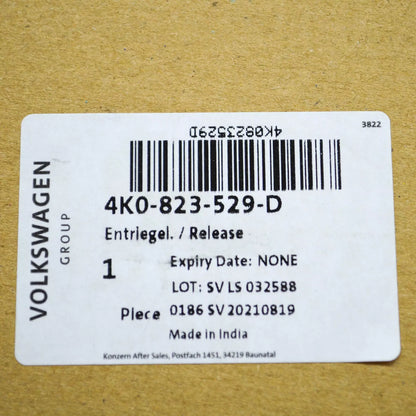 3822
4K0823529D
VOLKSWAGEN
GROUP
4K0-823-529-D
Entriegel. / Release
1 Expiry Date: NONE
LOT: SV LS 032588
Piece 0186 SV 20210819
Made in India
Konzern After Sales, Postfach 1451, 34219 Baunatal